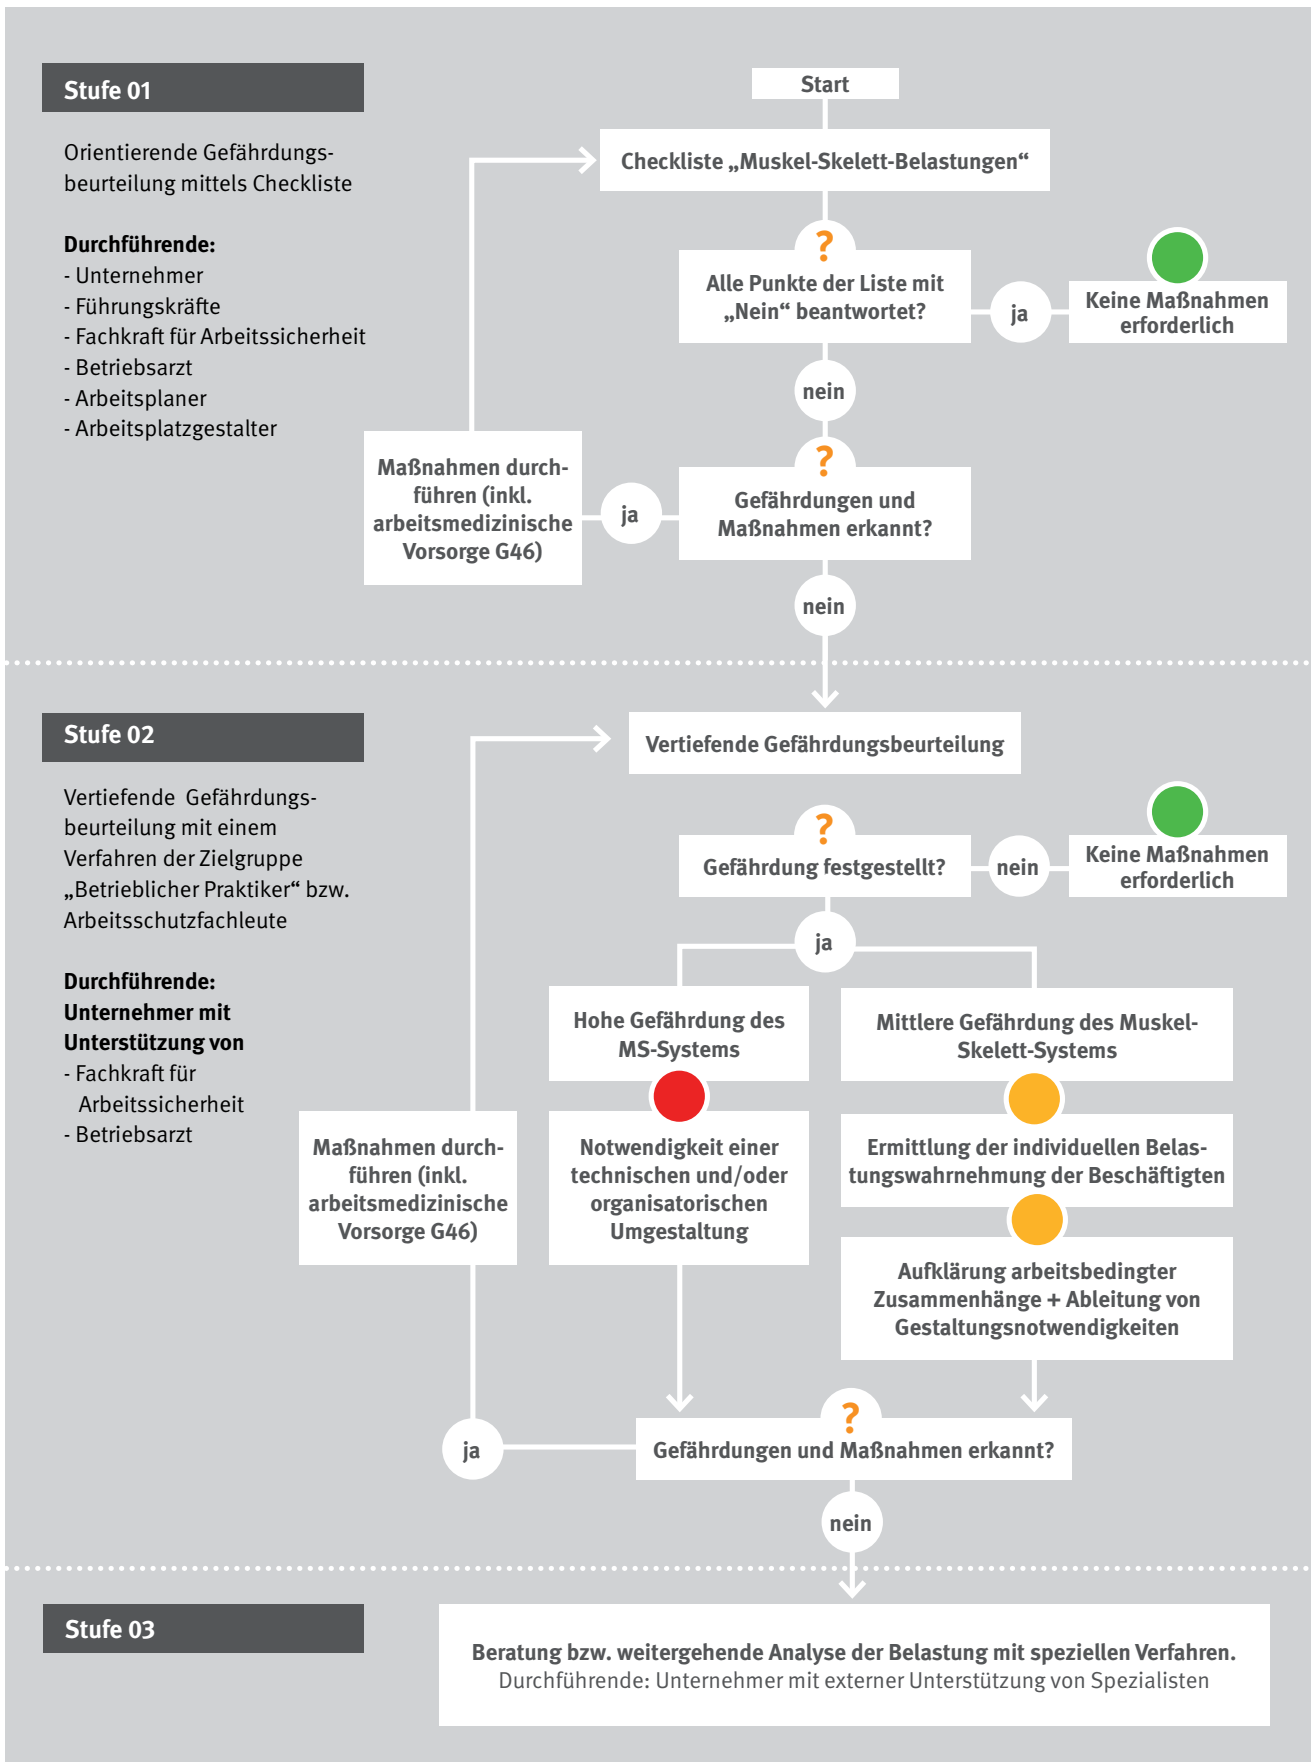 Stufe 01
Orientierende Gefährdungs-
beurteilung mittels Checkliste
Durchführende:
- Unternehmer
- Führungskräfte
- Fachkraft für Arbeitssicherheit
- Betriebsarzt
- Arbeitsplaner
- Arbeitsplatzgestalter
Start
Checkliste „Muskel-Skelett-Belastungen“
?
Alle Punkte der Liste mit
„Nein“ beantwortet?
ja
Keine Maßnahmen
erforderlich
nein
?
Gefährdungen und
Maßnahmen erkannt?
ja
Maßnahmen durch-
führen (inkl.
arbeitsmedizinische
Vorsorge G46)
nein
Stufe 02
Vertiefende Gefährdungs-
beurteilung mit einem
Verfahren der Zielgruppe
„Betrieblicher Praktiker“ bzw.
Arbeitsschutzfachleute
Durchführende:
Unternehmer mit
Unterstützung von
- Fachkraft für
Arbeitssicherheit
- Betriebsarzt
Vertiefende Gefährdungsbeurteilung
?
Gefährdung festgestellt?
nein
Keine Maßnahmen
erforderlich
ja
Hohe Gefährdung des
MS-Systems
Notwendigkeit einer
technischen und/oder
organisatorischen
Umgestaltung
Mittlere Gefährdung des Muskel-
Skelett-Systems
Ermittlung der individuellen Belas-
tungswahrnehmung der Beschäftigten
Aufklärung arbeitsbedingter
Zusammenhänge + Ableitung von
Gestaltungsnotwendigkeiten
Maßnahmen durch-
führen (inkl.
arbeitsmedizinische
Vorsorge G46)
?
Gefährdungen und Maßnahmen erkannt?
ja
nein
Stufe 03
Beratung bzw. weitergehende Analyse der Belastung mit speziellen Verfahren.
Durchführende: Unternehmer mit externer Unterstützung von Spezialisten